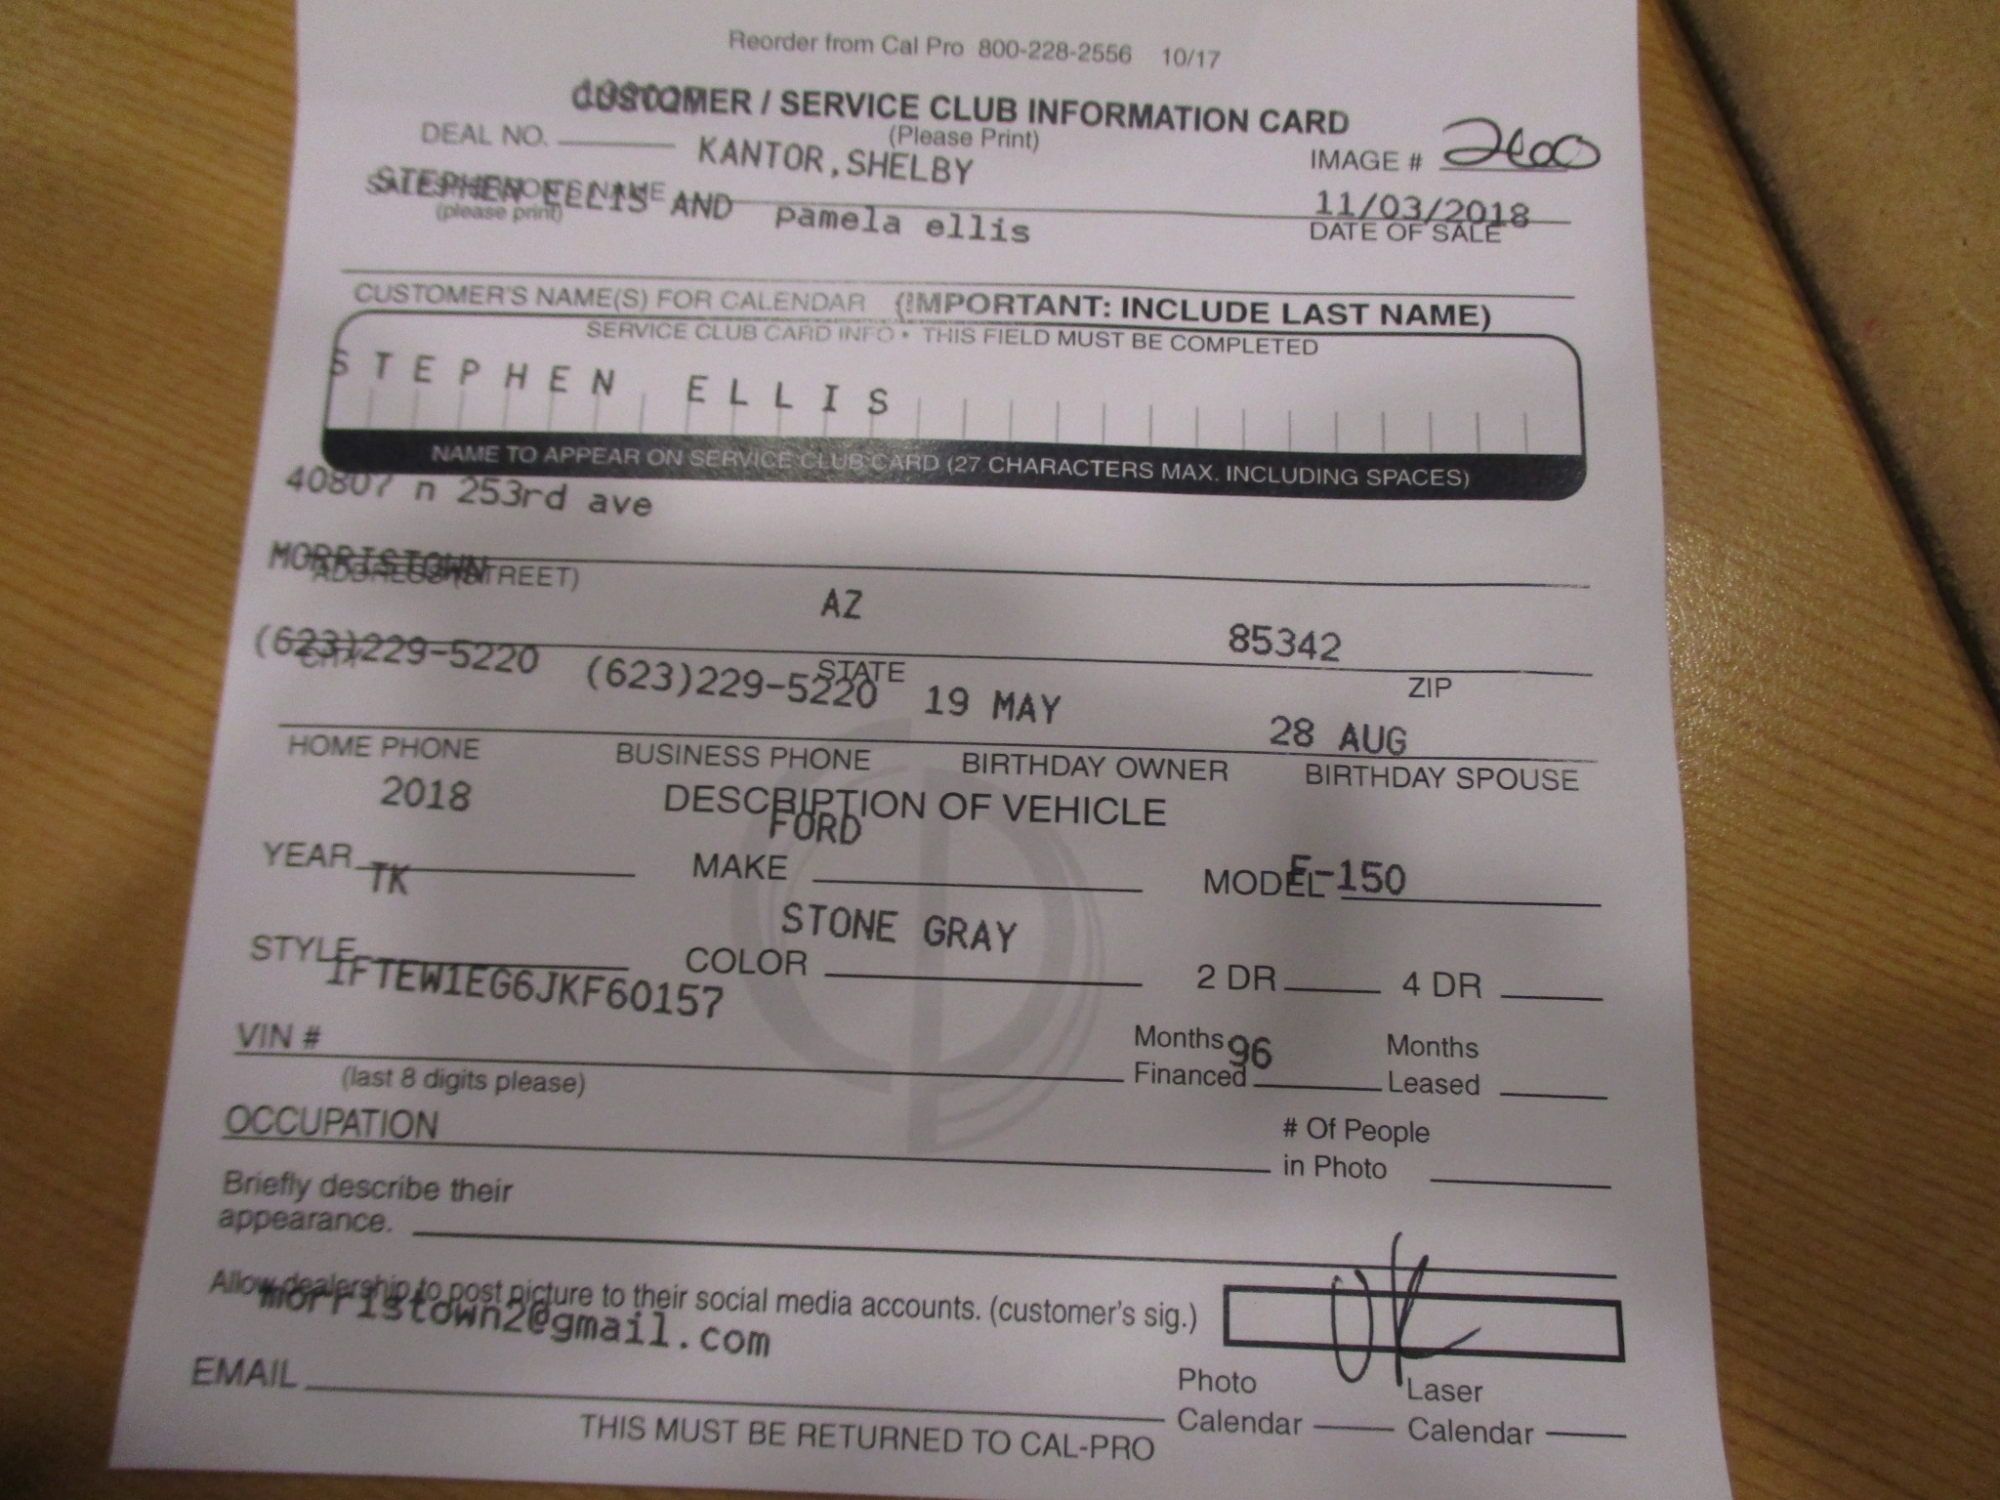 Reorder from Cal Pro 800-228-2556 10/17
CUSTOMER / SERVICE CLUB INFORMATION CARD
(Please Print)
DEAL NO.
KANTOR,SHELBY
IMAGE #
SALESPERSON'S NAME
(please print)
STEPHEN ELLIS AND pamela ellis
11/03/2018
DATE OF SALE
CUSTOMER'S NAME(S) FOR CALENDAR (IMPORTANT: INCLUDE LAST NAME)
SERVICE CLUB CARD INFO • THIS FIELD MUST BE COMPLETED
STEPHEN ELLIS
NAME TO APPEAR ON SERVICE CLUB CARD (27 CHARACTERS MAX. INCLUDING SPACES)
40807 n 253rd ave
ADDRESS (STREET)
MORRISTOWN AZ 85342
CITY STATE ZIP
(623)229-5220 (623)229-5220 19 MAY 28 AUG
HOME PHONE BUSINESS PHONE BIRTHDAY OWNER BIRTHDAY SPOUSE
DESCRIPTION OF VEHICLE
2018 FORD F-150
YEAR MAKE MODEL
TK STONE GRAY
STYLE COLOR 2 DR 4 DR
1FTEW1EG6JKF60157
VIN #
(last 8 digits please)
Months Financed 96
Months Leased
OCCUPATION
# Of People in Photo
Briefly describe their
appearance.
Allow dealership to post picture to their social media accounts. (customer's sig.)
morristown2@gmail.com
EMAIL
Photo Calendar
Laser Calendar
THIS MUST BE RETURNED TO CAL-PRO